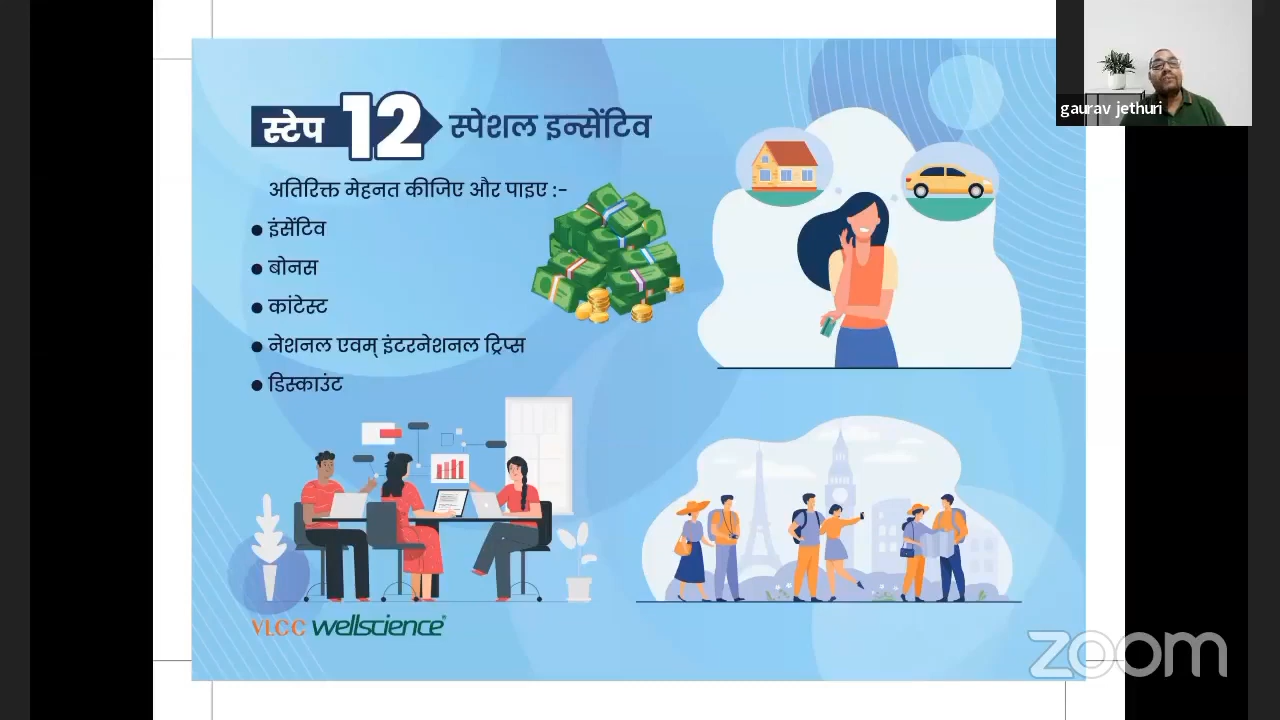 gaurav jethuri
स्टेप 12 स्पेशल इन्सेंटिव
अतिरिक्त मेहनत कीजिए और पाइए :-
● इंसेंटिव
● बोनस
● कांटेस्ट
● नेशनल एवम् इंटरनेशनल ट्रिप्स
● डिस्काउंट
VLCC wellscience
zoom